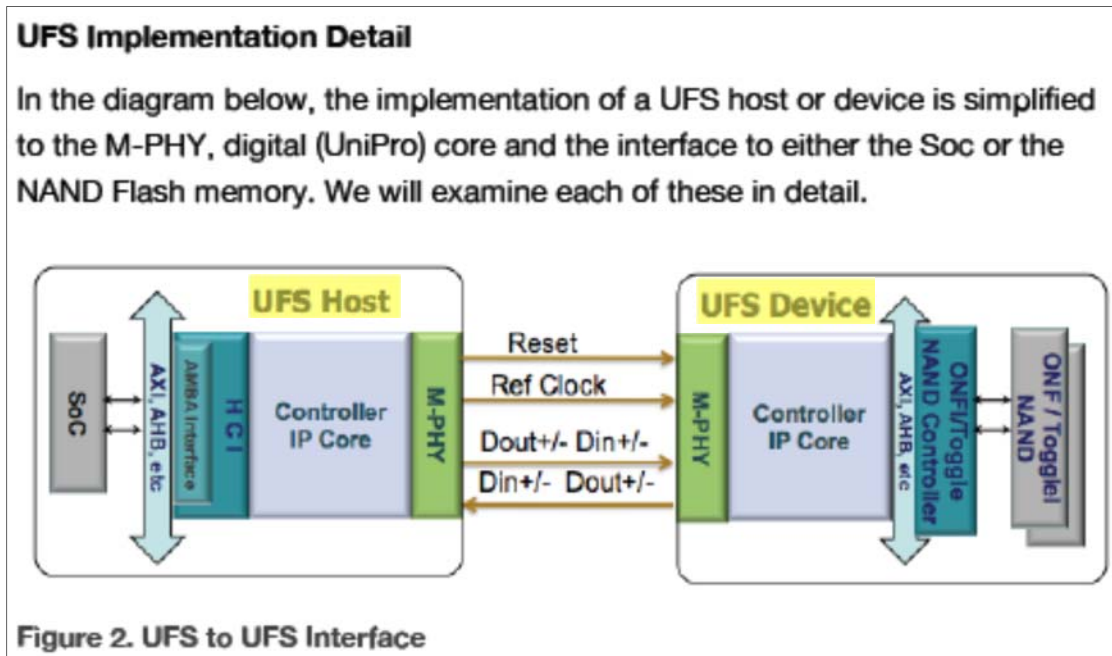 UFS Implementation Detail
In the diagram below, the implementation of a UFS host or device is simplified
to the M-PHY, digital (UniPro) core and the interface to either the Soc or the
NAND Flash memory. We will examine each of these in detail.
UFS Host
SoC
AXI, AHB, etc
AMBA Interface
HCI
Controller
IP Core
M-PHY
Reset
Ref Clock
Dout+/- Din+/-
Din+/- Dout+/-
UFS Device
M-PHY
Controller
IP Core
AXI, AHB, etc
ONFI/Toggle
NAND Controller
ONF / Togglel
NAND
Figure 2. UFS to UFS Interface